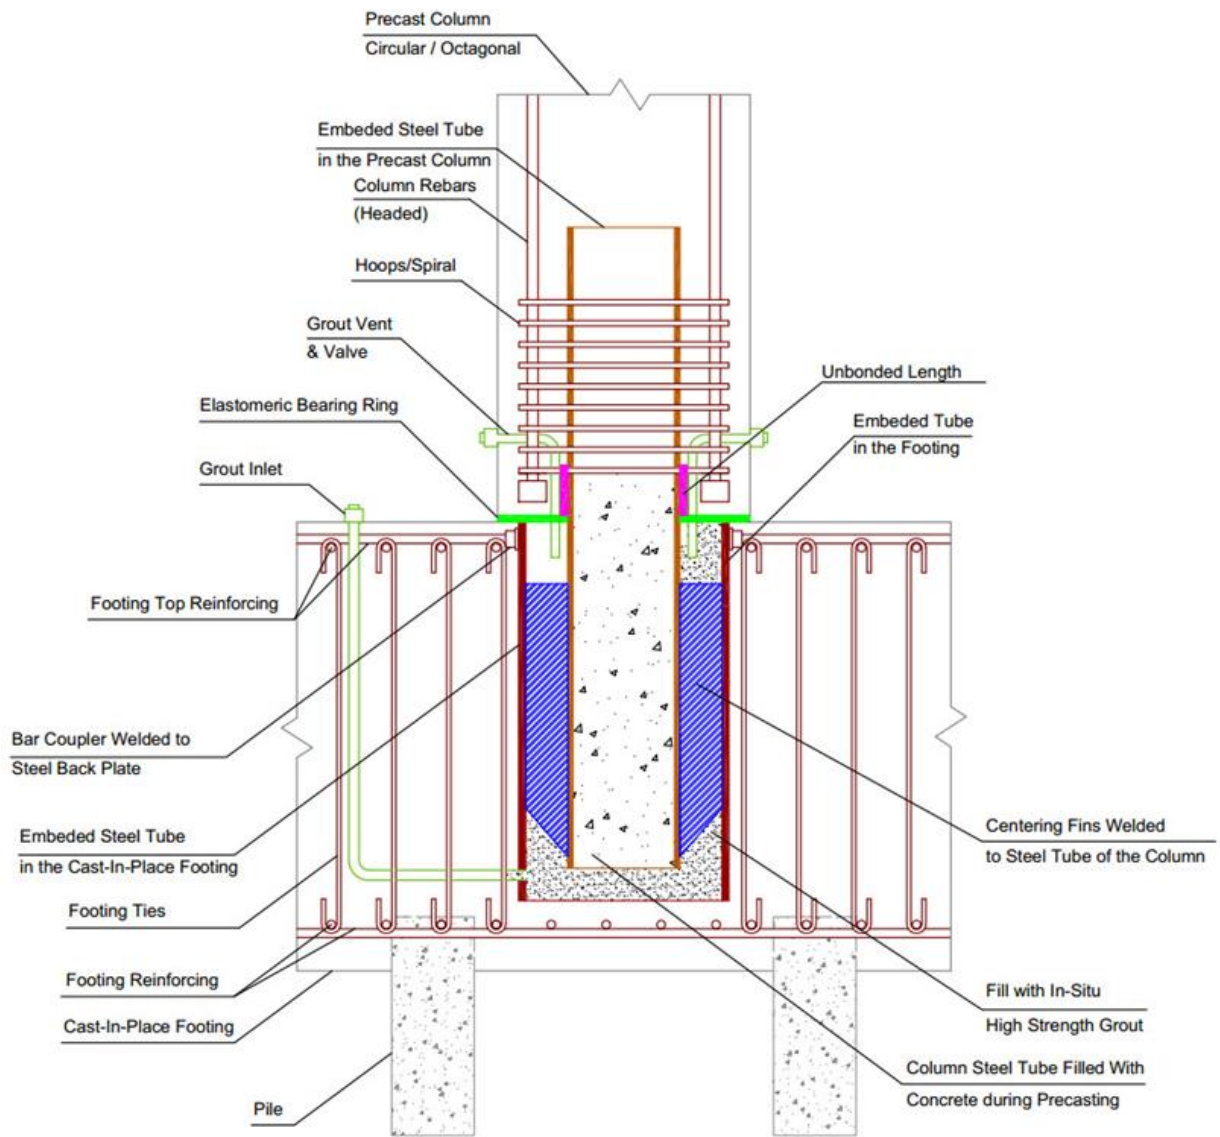 Precast Column
Circular / Octagonal
Embeded Steel Tube
in the Precast Column
Column Rebars
(Headed)
Hoops/Spiral
Grout Vent
& Valve
Unbonded Length
Elastomeric Bearing Ring
Embeded Tube
in the Footing
Grout Inlet
Footing Top Reinforcing
Bar Coupler Welded to
Steel Back Plate
Embeded Steel Tube
in the Cast-In-Place Footing
Centering Fins Welded
to Steel Tube of the Column
Footing Ties
Footing Reinforcing
Fill with In-Situ
High Strength Grout
Cast-In-Place Footing
Column Steel Tube Filled With
Concrete during Precasting
Pile